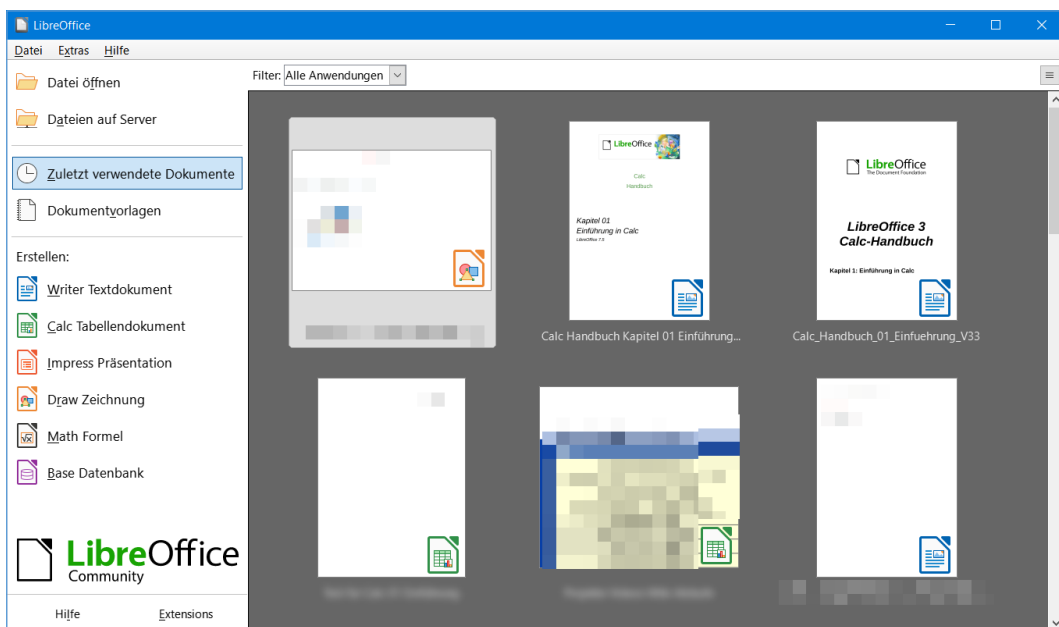 LibreOffice
Datei Extras Hilfe
Datei öffnen
Dateien auf Server
Zuletzt verwendete Dokumente
Dokumentvorlagen
Erstellen:
Writer Textdokument
Calc Tabellendokument
Impress Präsentation
Draw Zeichnung
Math Formel
Base Datenbank
LibreOffice
Community
Hilfe Extensions
Filter: Alle Anwendungen
LibreOffice
Calc
Handbuch
Kapitel 01
Einführung in Calc
LibreOffice 7.5
Calc Handbuch Kapitel 01 Einführung...
LibreOffice
The Document Foundation
LibreOffice 3
Calc-Handbuch
Kapitel 1: Einführung in Calc
Calc_Handbuch_01_Einfuehrung_V33